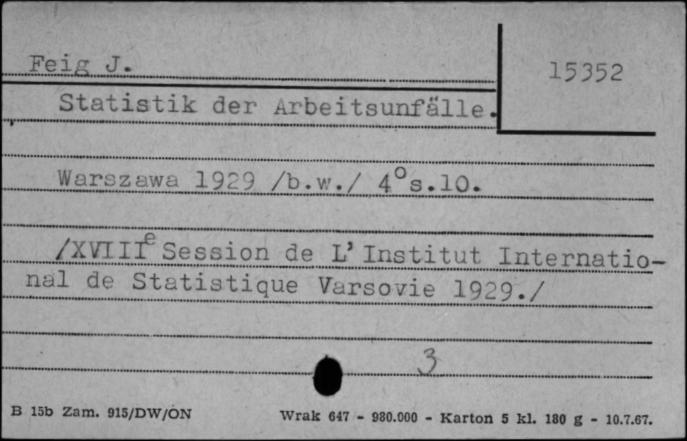 Feig J.
15352
Statistik der Arbeitsunfälle.
Warszawa 1929 /b.w./ 4°s.10.
/XVIIIᵉ Session de L'Institut Internatio-
nal de Statistique Varsovie 1929./
3
B 15b Zam. 915/DW/ON Wrak 647 - 980.000 - Karton 5 kl. 180 g - 10.7.67.